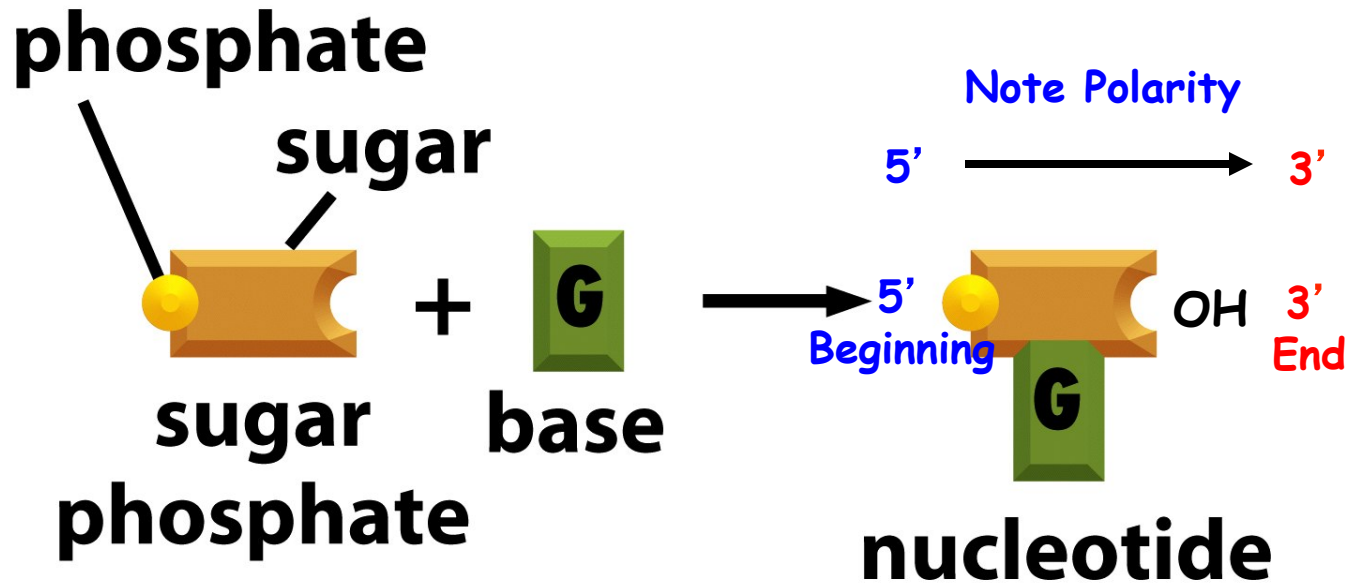 phosphate
sugar
Note Polarity
5’ 3’
G
5’
Beginning
OH
3’
End
G
sugar
phosphate
base
nucleotide